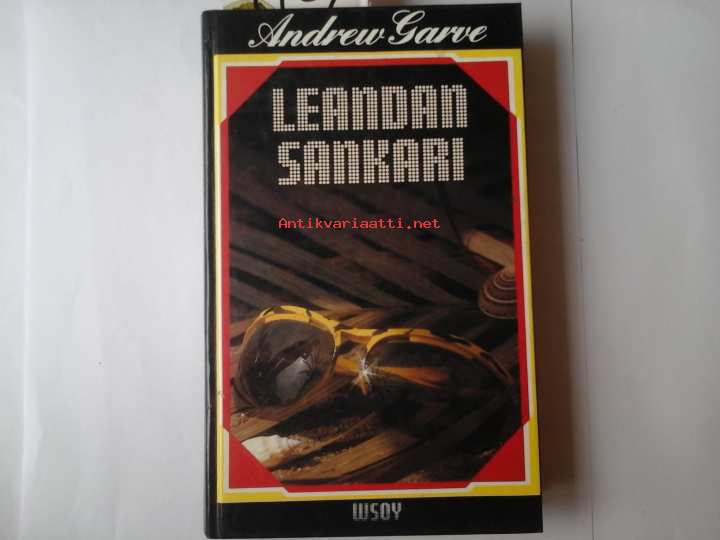 Andrew Garve
LEANDAN
SANKARI
Antikvariaatti.net
WSOY